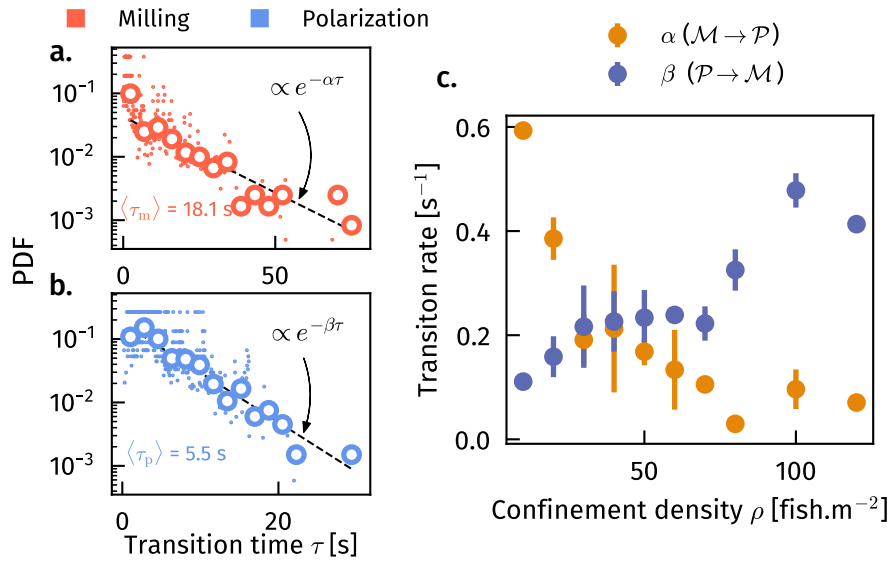 Milling
Polarization
a.
10⁻¹
10⁻²
10⁻³
∝ e^{−ατ}
⟨τₘ⟩ = 18.1 s
0
50
PDF
b.
10⁻¹
10⁻²
10⁻³
∝ e^{−βτ}
⟨τₚ⟩ = 5.5 s
0
20
Transition time τ [s]
α (ℳ → 𝒫)
β (𝒫 → ℳ)
c.
Transiton rate [s⁻¹]
0.6
0.4
0.2
0.0
50
100
Confinement density ρ [fish.m⁻²]